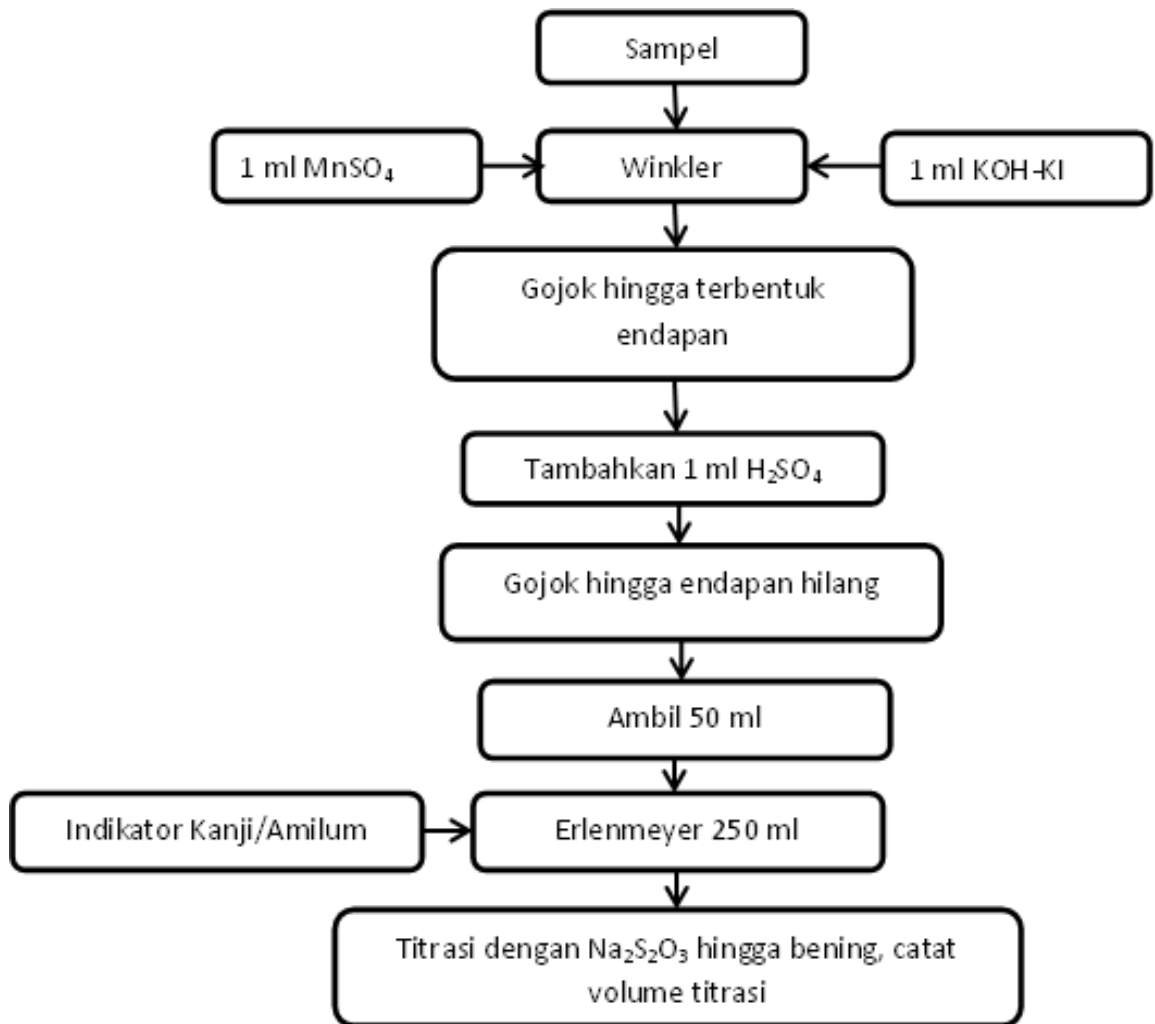 Sampel
1 ml MnSO₄
Winkler
1 ml KOH-KI
Gojok hingga terbentuk
endapan
Tambahkan 1 ml H₂SO₄
Gojok hingga endapan hilang
Ambil 50 ml
Indikator Kanji/Amilum
Erlenmeyer 250 ml
Titrasi dengan Na₂S₂O₃ hingga bening, catat
volume titrasi